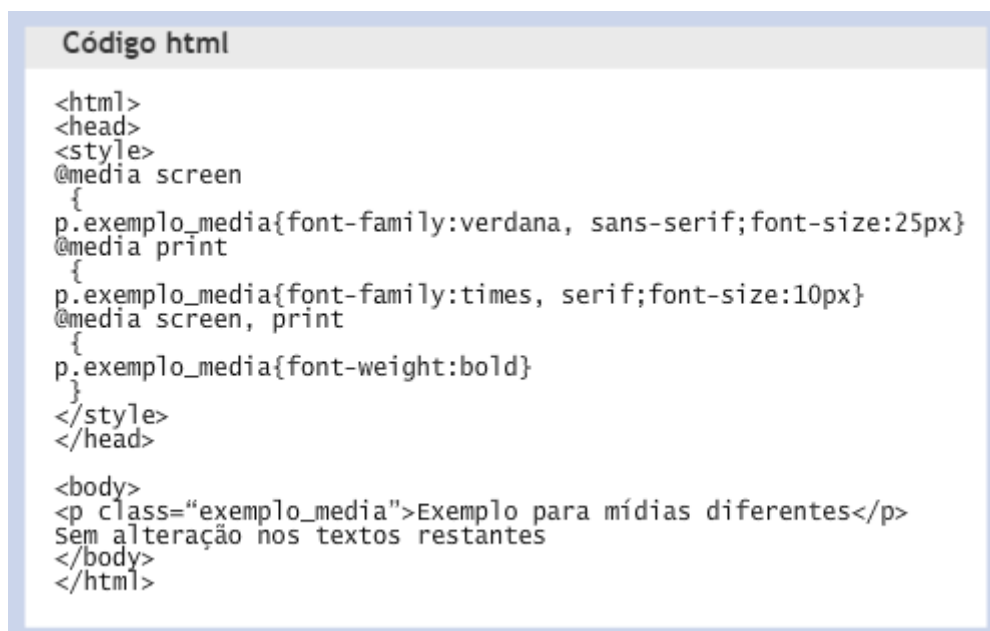 Código html
<html>
<head>
<style>
@media screen
{
p.exemplo_media{font-family:verdana, sans-serif;font-size:25px}
@media print
{
p.exemplo_media{font-family:times, serif;font-size:10px}
@media screen, print
{
p.exemplo_media{font-weight:bold}
}
</style>
</head>
<body>
<p class=“exemplo_media”>Exemplo para mídias diferentes</p>
Sem alteração nos textos restantes
</body>
</html>